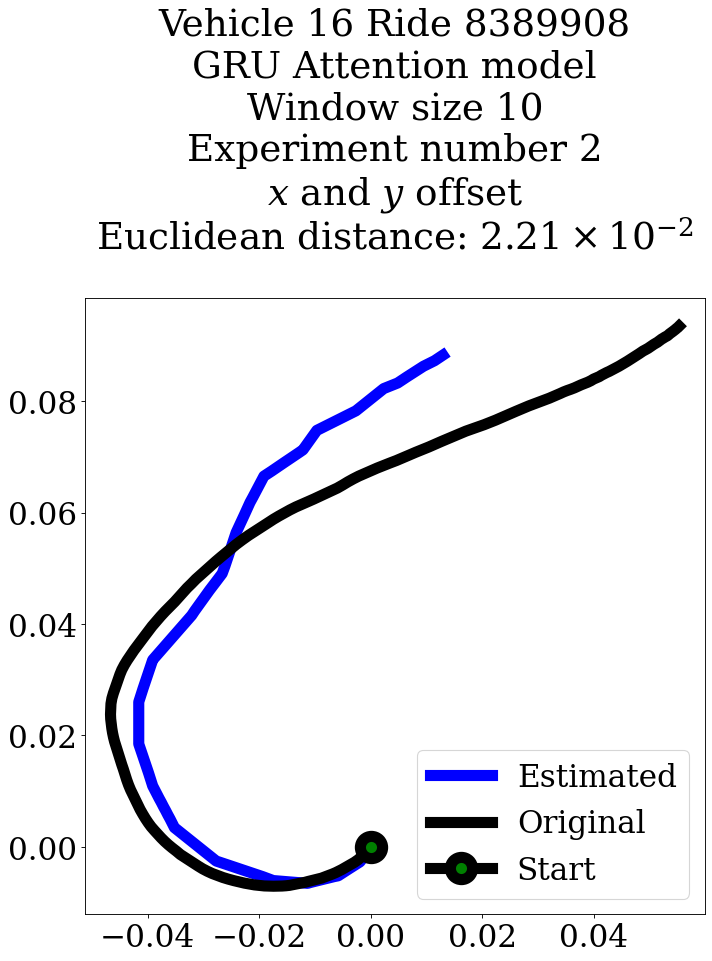 Vehicle 16 Ride 8389908
GRU Attention model
Window size 10
Experiment number 2
x and y offset
Euclidean distance: 2.21 × 10⁻²
0.08
0.06
0.04
0.02
0.00
Estimated
Original
Start
−0.04 −0.02 0.00 0.02 0.04